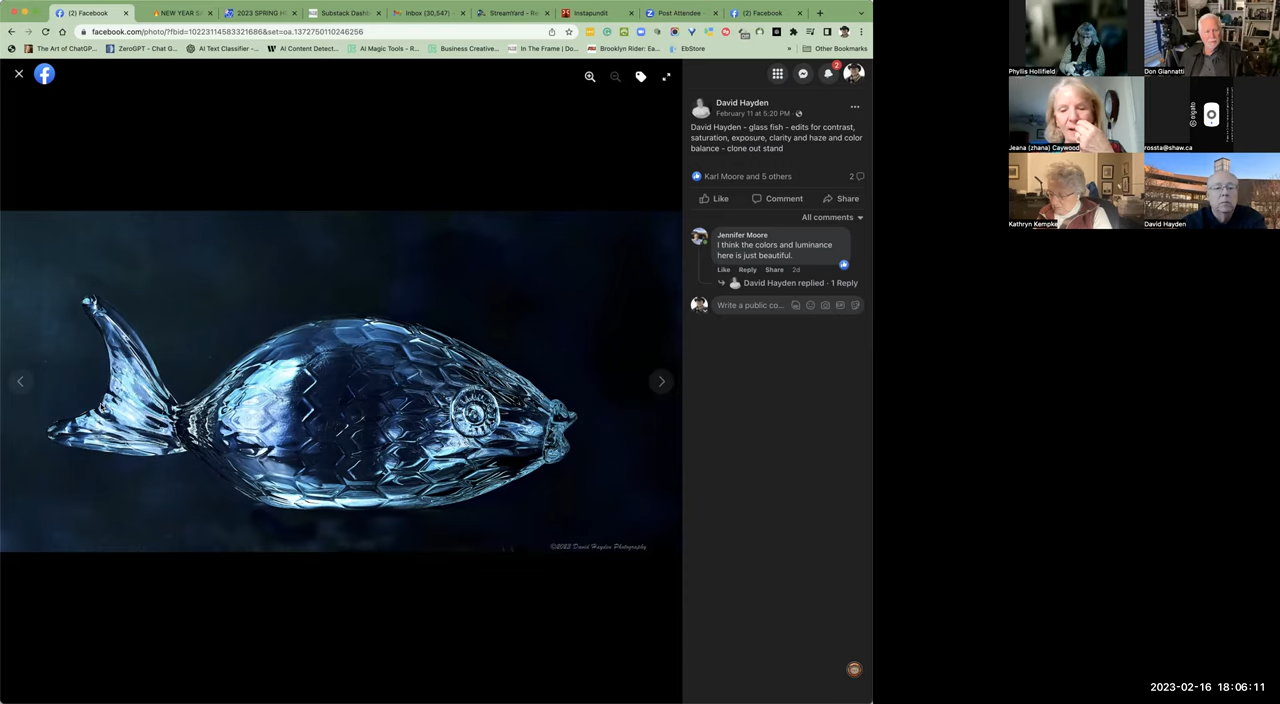 (2) Facebook
NEW YEAR S
2023 SPRING H
Substack Dashb
Inbox (30,547)
StreamYard - Re
Instapundit
Post Attendee -
(2) Facebook
facebook.com/photo/?fbid=10223114583321686&set=oa.1372750110246256
The Art of ChatGP...
ZeroGPT - Chat G...
AI Text Classifier -...
AI Content Detect...
AI Magic Tools - R...
Business Creative...
In The Frame | Do...
Brooklyn Rider: Ea...
EbStore
»
Other Bookmarks
2
David Hayden
February 11 at 5:20 PM ·
David Hayden - glass fish - edits for contrast,
saturation, exposure, clarity and haze and color
balance - clone out stand
Karl Moore and 5 others
2
Like
Comment
Share
All comments
Jennifer Moore
I think the colors and luminance
here is just beautiful.
Like Reply Share 2d
David Hayden replied · 1 Reply
Write a public co...
©2023 David Hayden Photography
Phyllis Hollifield
Don Giannatti
Jeana (zhana) Caywood
elgato
rossta@shaw.ca
Kathryn Kempke
David Hayden
2023-02-16 18:06:11